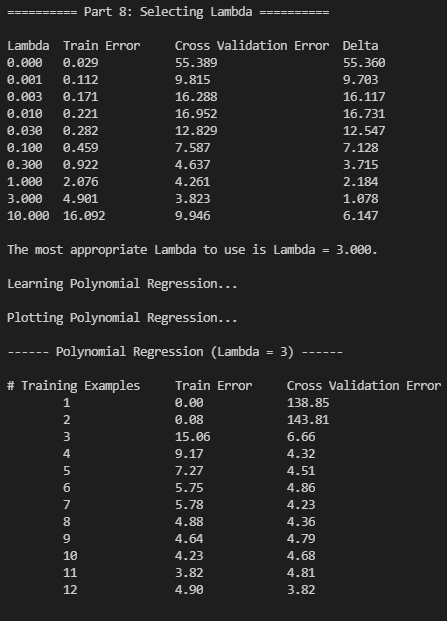 ========== Part 8: Selecting Lambda ==========
Lambda  Train Error     Cross Validation Error  Delta
0.000   0.029           55.389                  55.360
0.001   0.112           9.815                   9.703
0.003   0.171           16.288                  16.117
0.010   0.221           16.952                  16.731
0.030   0.282           12.829                  12.547
0.100   0.459           7.587                   7.128
0.300   0.922           4.637                   3.715
1.000   2.076           4.261                   2.184
3.000   4.901           3.823                   1.078
10.000  16.092          9.946                   6.147
The most appropriate Lambda to use is Lambda = 3.000.
Learning Polynomial Regression...
Plotting Polynomial Regression...
------ Polynomial Regression (Lambda = 3) ------
# Training Examples     Train Error     Cross Validation Error
        1               0.00            138.85
        2               0.08            143.81
        3               15.06           6.66
        4               9.17            4.32
        5               7.27            4.51
        6               5.75            4.86
        7               5.78            4.23
        8               4.88            4.36
        9               4.64            4.79
        10              4.23            4.68
        11              3.82            4.81
        12              4.90            3.82